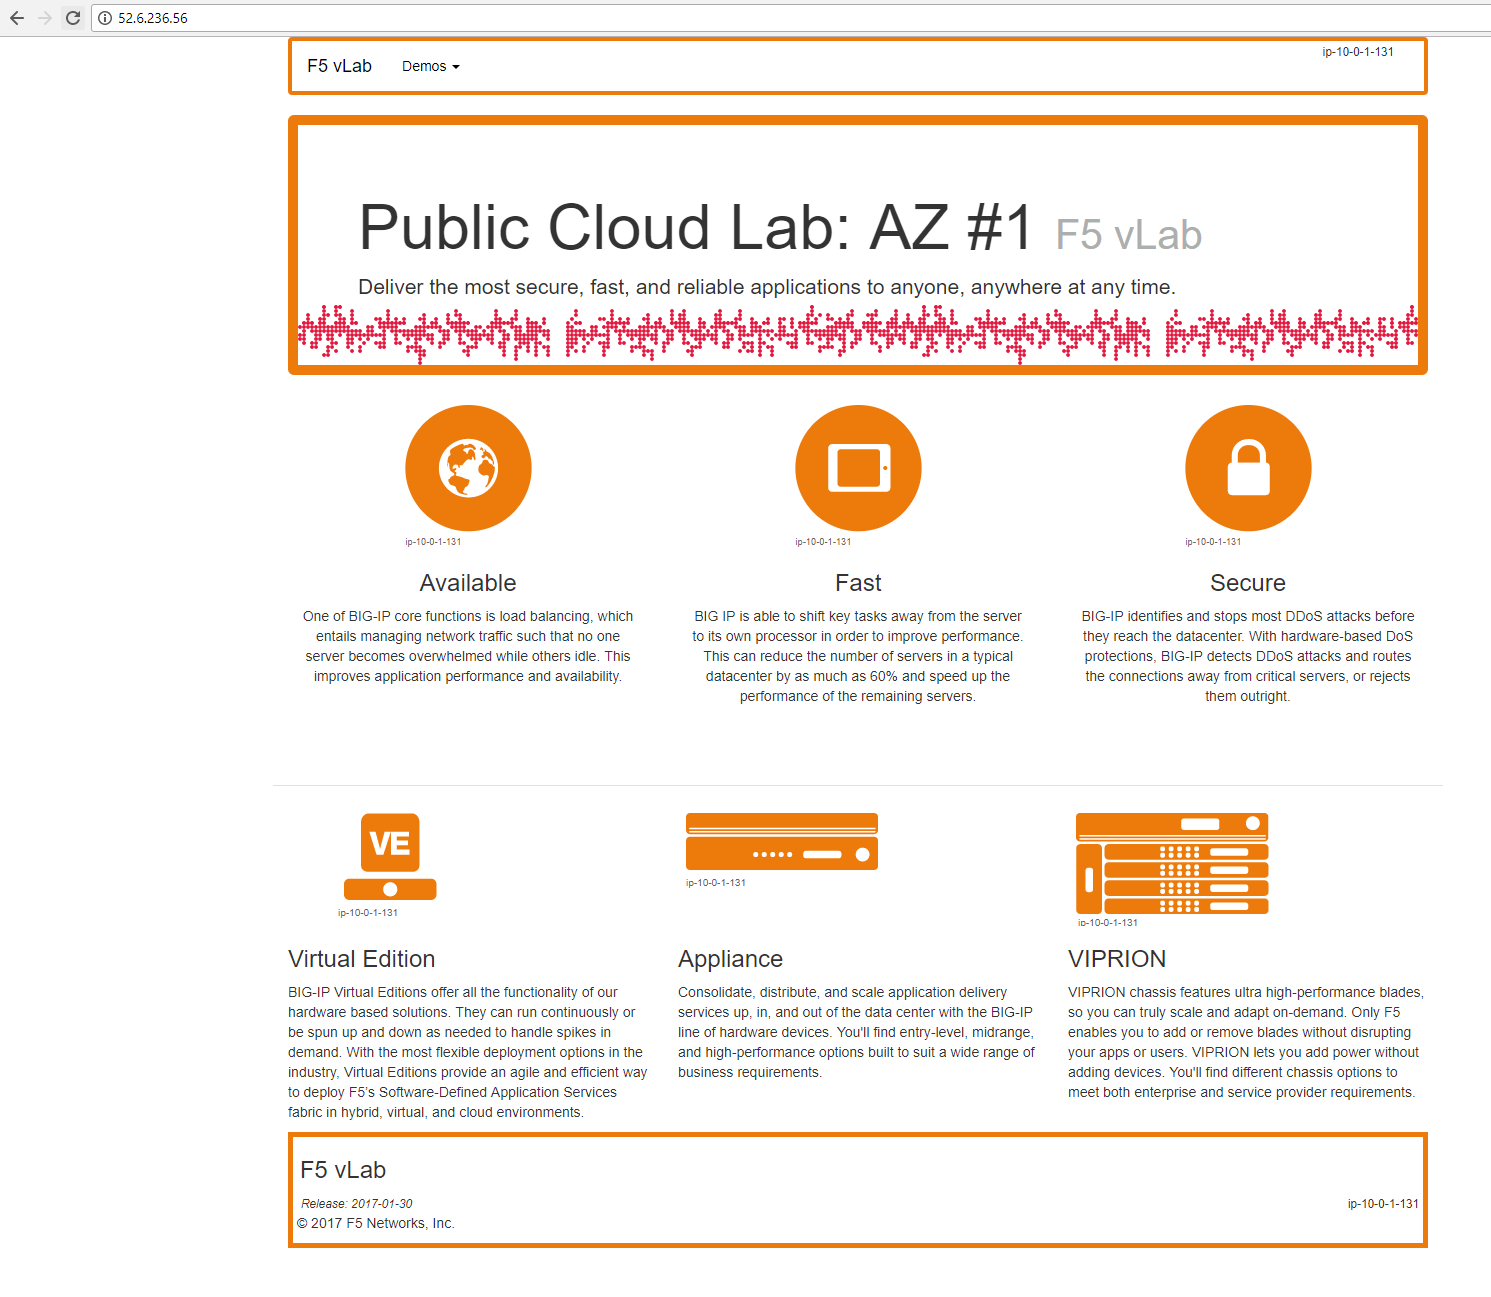 52.6.236.56
F5 vLab Demos ip-10-0-1-131
Public Cloud Lab: AZ #1 F5 vLab
Deliver the most secure, fast, and reliable applications to anyone, anywhere at any time.
ip-10-0-1-131
ip-10-0-1-131
ip-10-0-1-131
Available
One of BIG-IP core functions is load balancing, which
entails managing network traffic such that no one
server becomes overwhelmed while others idle. This
improves application performance and availability.
Fast
BIG IP is able to shift key tasks away from the server
to its own processor in order to improve performance.
This can reduce the number of servers in a typical
datacenter by as much as 60% and speed up the
performance of the remaining servers.
Secure
BIG-IP identifies and stops most DDoS attacks before
they reach the datacenter. With hardware-based DoS
protections, BIG-IP detects DDoS attacks and routes
the connections away from critical servers, or rejects
them outright.
VE
ip-10-0-1-131
ip-10-0-1-131
ip-10-0-1-131
Virtual Edition
BIG-IP Virtual Editions offer all the functionality of our
hardware based solutions. They can run continuously or
be spun up and down as needed to handle spikes in
demand. With the most flexible deployment options in the
industry, Virtual Editions provide an agile and efficient way
to deploy F5's Software-Defined Application Services
fabric in hybrid, virtual, and cloud environments.
Appliance
Consolidate, distribute, and scale application delivery
services up, in, and out of the data center with the BIG-IP
line of hardware devices. You'll find entry-level, midrange,
and high-performance options built to suit a wide range of
business requirements.
VIPRION
VIPRION chassis features ultra high-performance blades,
so you can truly scale and adapt on-demand. Only F5
enables you to add or remove blades without disrupting
your apps or users. VIPRION lets you add power without
adding devices. You'll find different chassis options to
meet both enterprise and service provider requirements.
F5 vLab
Release: 2017-01-30 ip-10-0-1-131
© 2017 F5 Networks, Inc.